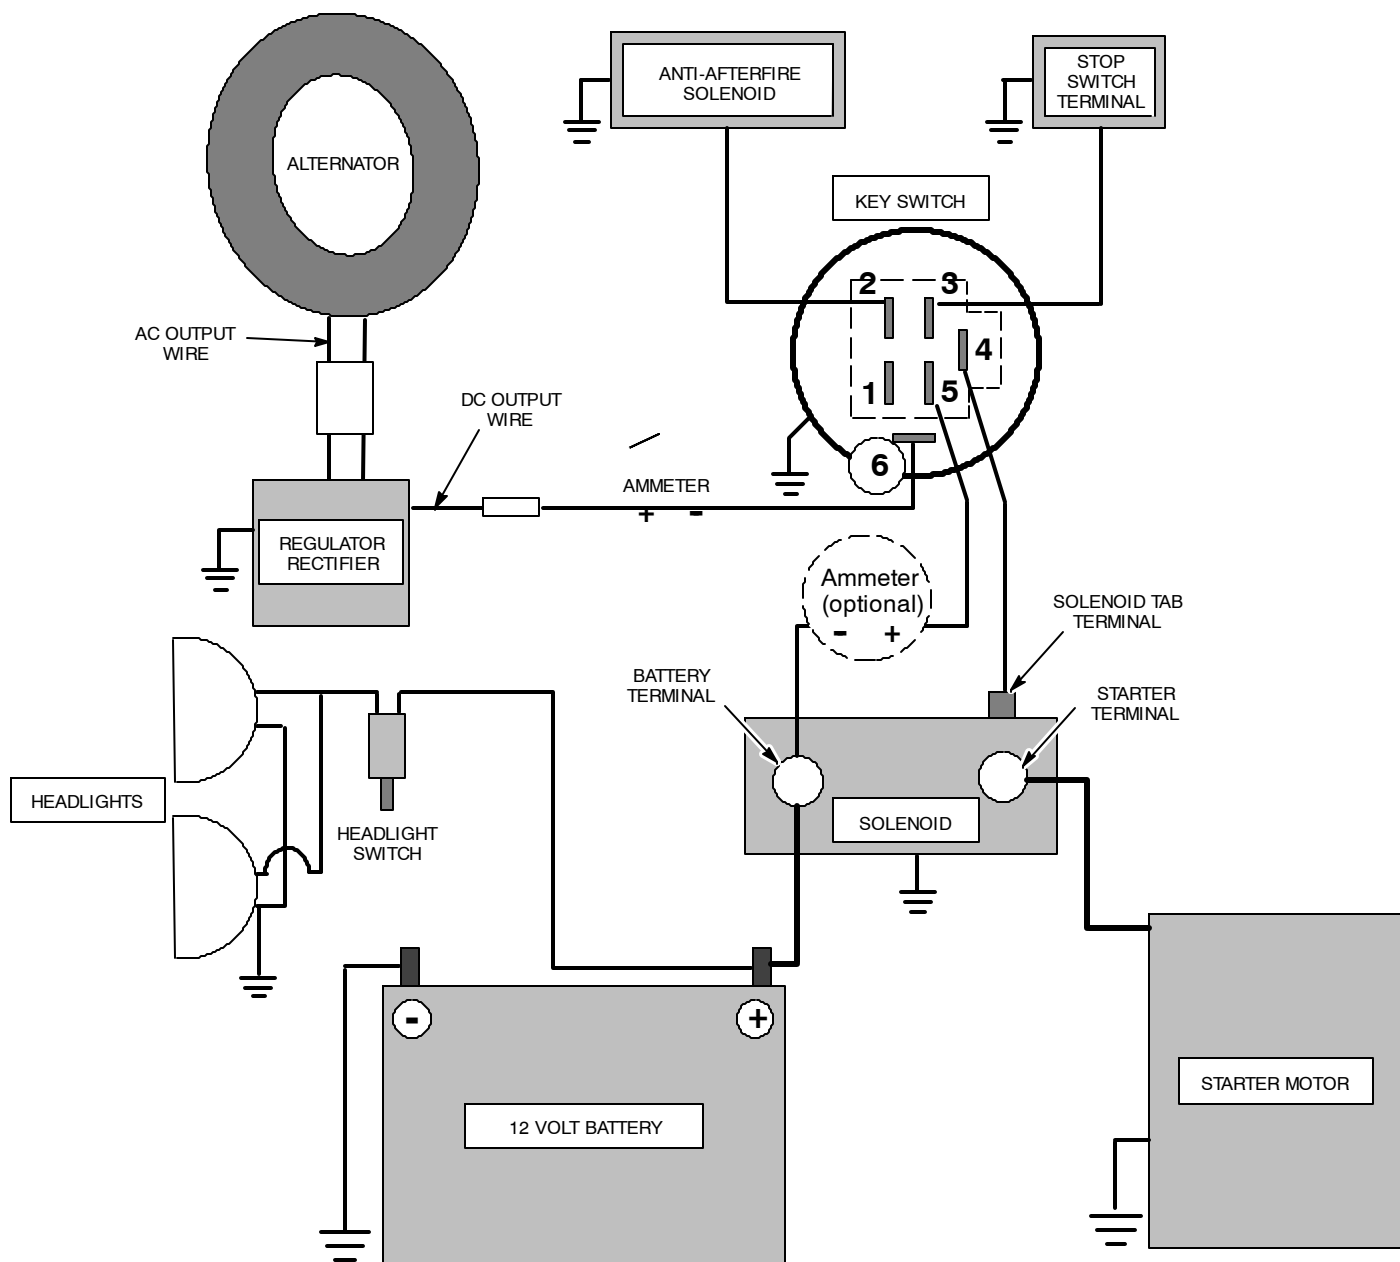 ANTI-AFTERFIRE
SOLENOID
STOP
SWITCH
TERMINAL
ALTERNATOR
KEY SWITCH
2
3
4
1
5
6
AC OUTPUT
WIRE
DC OUTPUT
WIRE
AMMETER
+ -
REGULATOR
RECTIFIER
Ammeter
(optional)
- +
SOLENOID TAB
TERMINAL
BATTERY
TERMINAL
STARTER
TERMINAL
HEADLIGHTS
HEADLIGHT
SWITCH
SOLENOID
- +
12 VOLT BATTERY
STARTER MOTOR